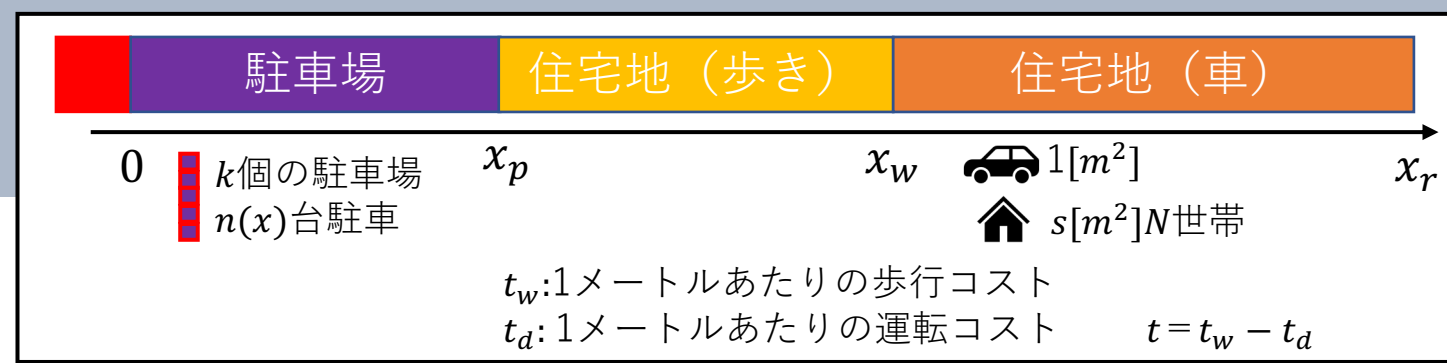 駐車場 住宅地（歩き） 住宅地（車）
0 x_p x_w x_r
k個の駐車場
n(x)台駐車
1[m²]
s[m²]N世帯
t_w:1メートルあたりの歩行コスト
t_d: 1メートルあたりの運転コスト t=t_w − t_d